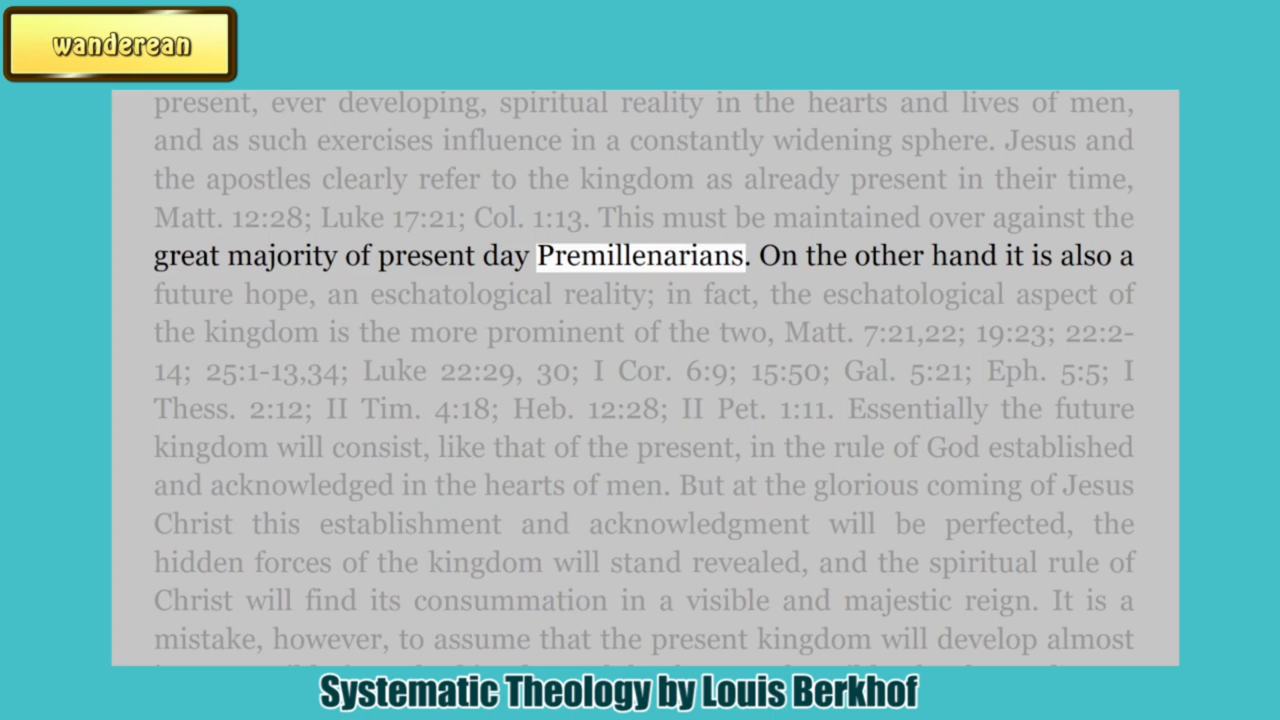 wanderean
present, ever developing, spiritual reality in the hearts and lives of men,
and as such exercises influence in a constantly widening sphere. Jesus and
the apostles clearly refer to the kingdom as already present in their time,
Matt. 12:28; Luke 17:21; Col. 1:13. This must be maintained over against the
great majority of present day Premillenarians. On the other hand it is also a
future hope, an eschatological reality; in fact, the eschatological aspect of
the kingdom is the more prominent of the two, Matt. 7:21,22; 19:23; 22:2-
14; 25:1-13,34; Luke 22:29, 30; I Cor. 6:9; 15:50; Gal. 5:21; Eph. 5:5; I
Thess. 2:12; II Tim. 4:18; Heb. 12:28; II Pet. 1:11. Essentially the future
kingdom will consist, like that of the present, in the rule of God established
and acknowledged in the hearts of men. But at the glorious coming of Jesus
Christ this establishment and acknowledgment will be perfected, the
hidden forces of the kingdom will stand revealed, and the spiritual rule of
Christ will find its consummation in a visible and majestic reign. It is a
mistake, however, to assume that the present kingdom will develop almost
Systematic Theology by Louis Berkhof